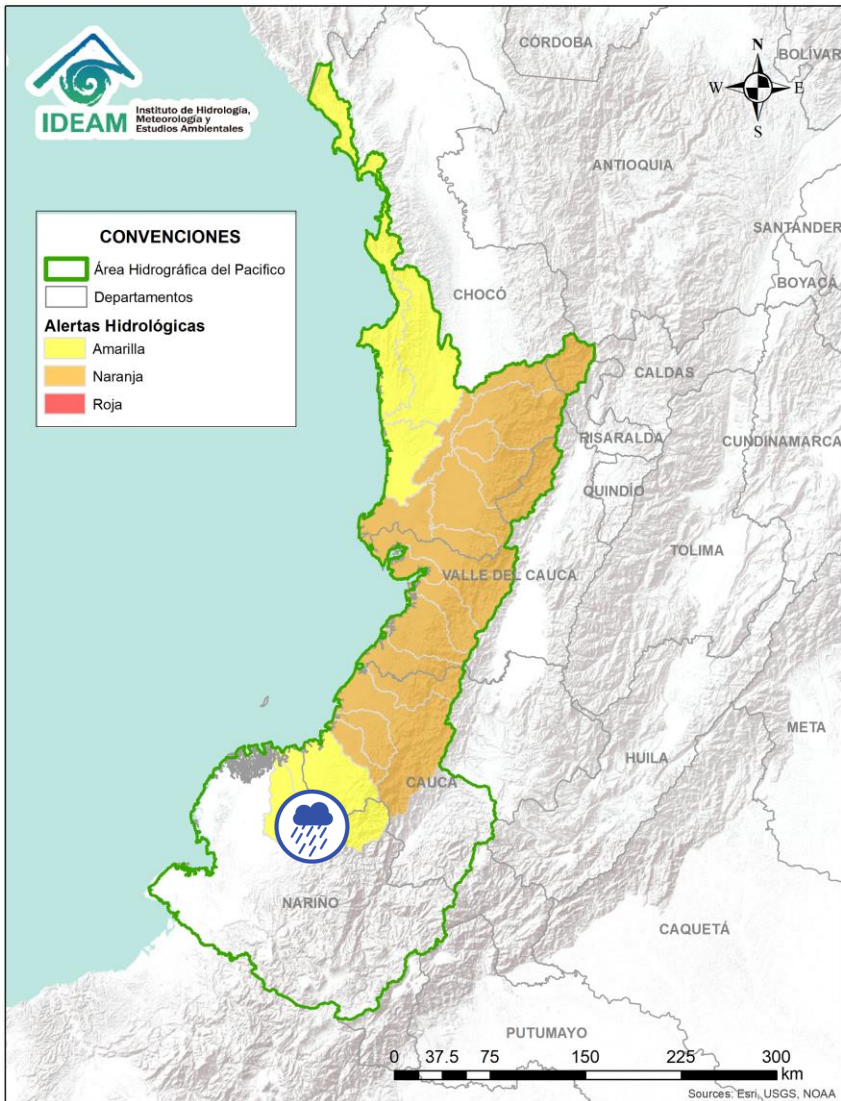 IDEAM
Instituto de Hidrología,
Meteorología y
Estudios Ambientales
CÓRDOBA
BOLÍVAR
N
W
E
S
ANTIOQUIA
SANTANDER
BOYACÁ
CONVENCIONES
Área Hidrográfica del Pacifico
Departamentos
Alertas Hidrológicas
Amarilla
Naranja
Roja
CHOCÓ
CALDAS
RISARALDA
CUNDINAMARCA
QUINDÍO
TOLIMA
VALLE DEL CAUCA
META
HUILA
CAUCA
NARIÑO
CAQUETÁ
PUTUMAYO
0 37.5 75 150 225 300
km
Sources: Esri, USGS, NOAA